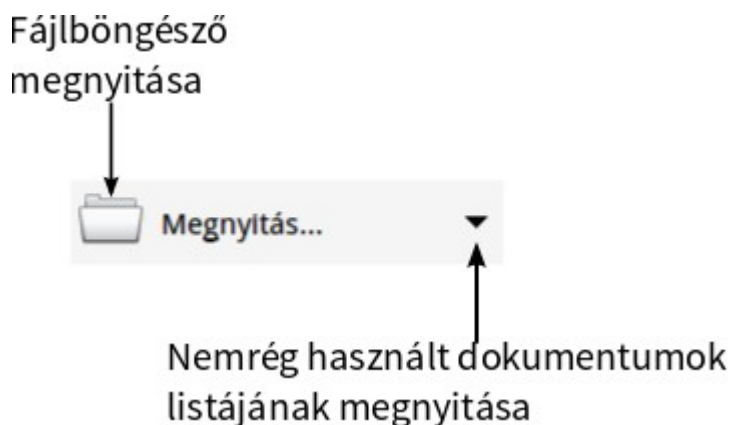 Fájlböngésző
megnyitása
Megnyitás...
Nemrég használt dokumentumok
listájának megnyitása